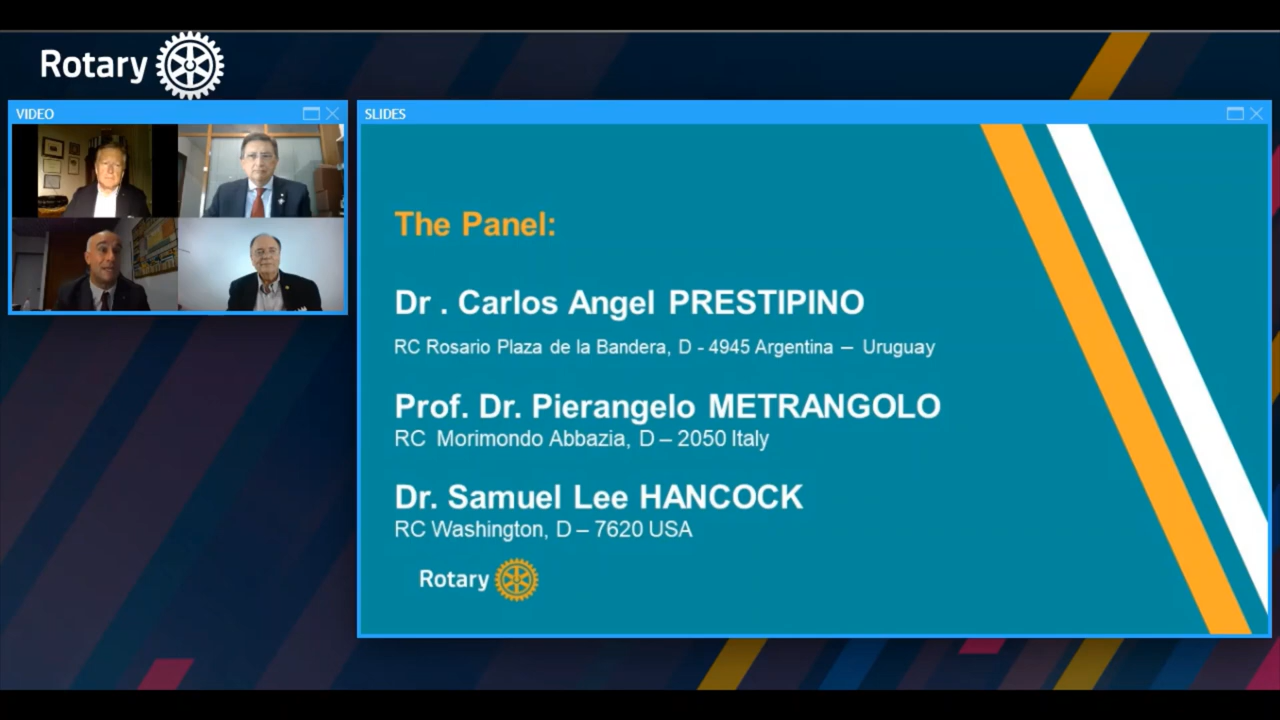 Rotary
VIDEO
SLIDES
The Panel:
Dr . Carlos Angel PRESTIPINO
RC Rosario Plaza de la Bandera, D - 4945 Argentina – Uruguay
Prof. Dr. Pierangelo METRANGOLO
RC Morimondo Abbazia, D – 2050 Italy
Dr. Samuel Lee HANCOCK
RC Washington, D – 7620 USA
Rotary